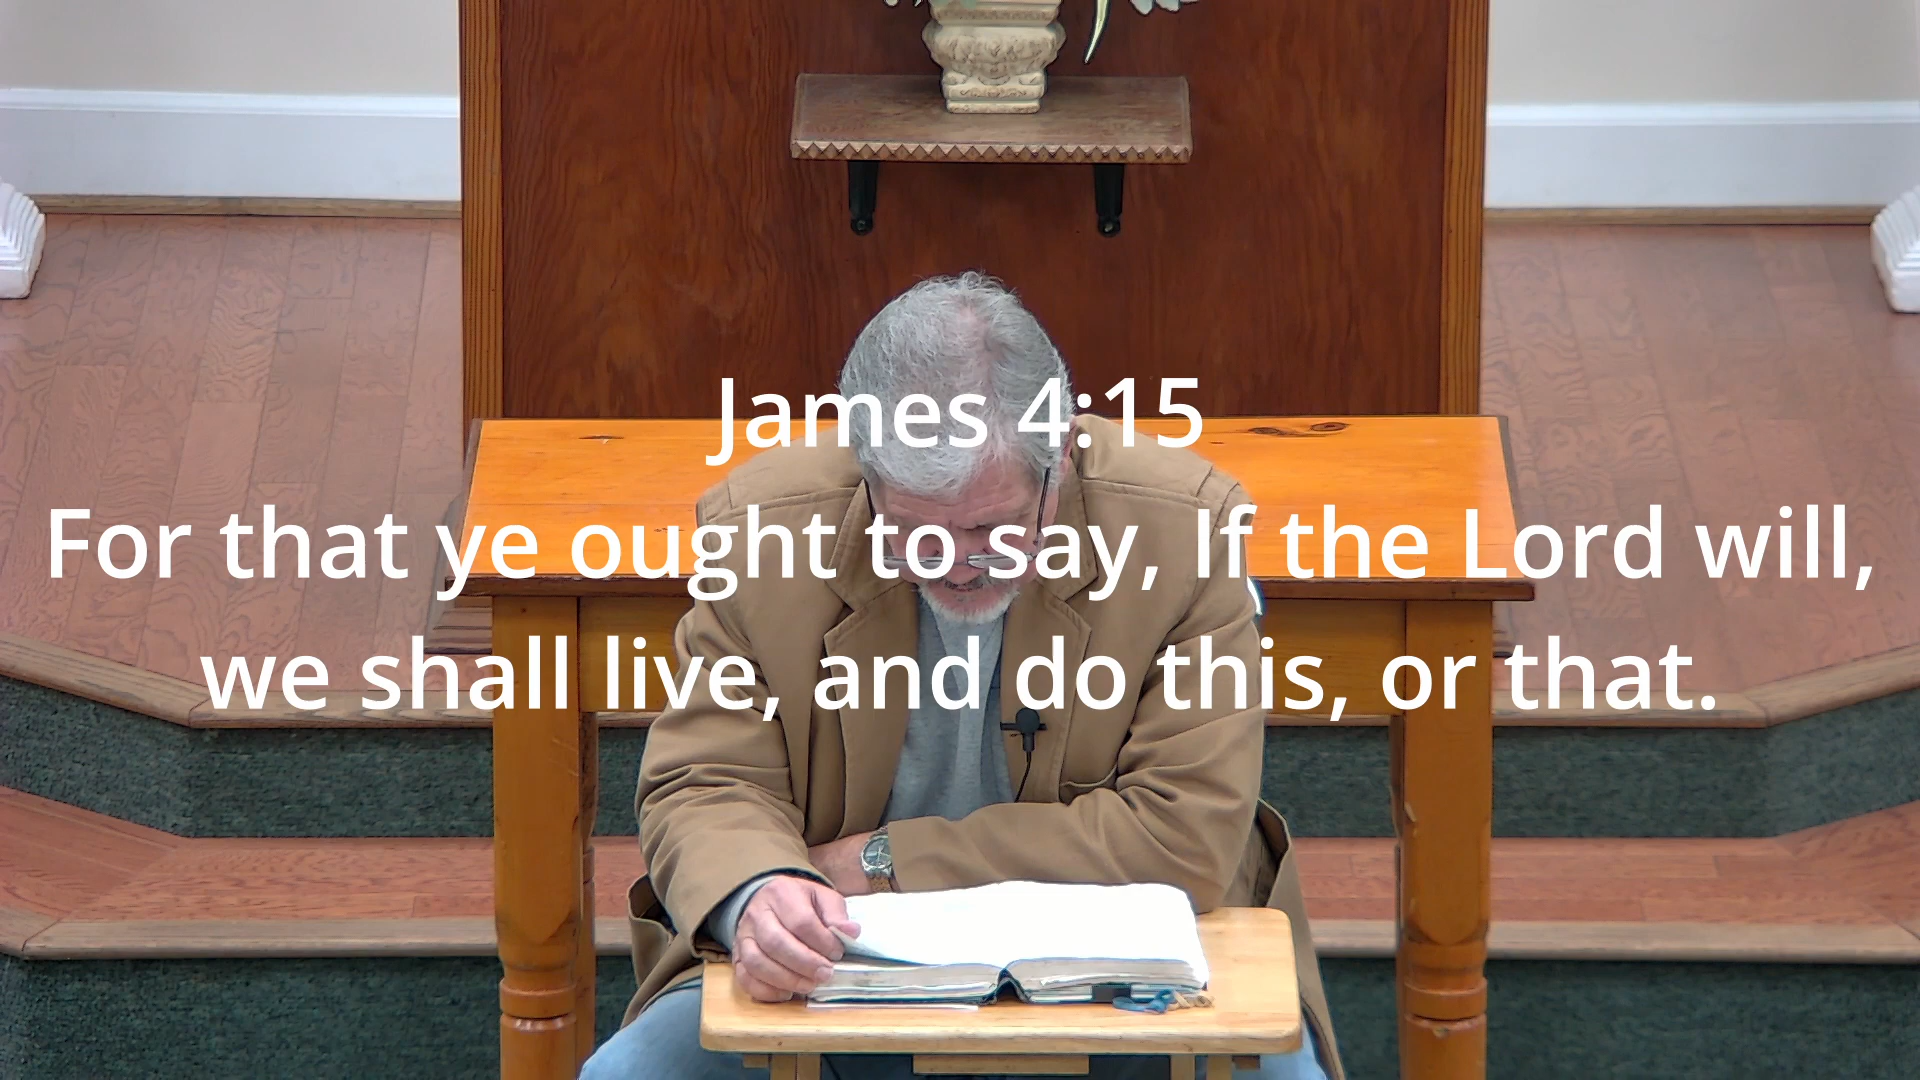 James 4:15
For that ye ought to say, If the Lord will,
we shall live, and do this, or that.